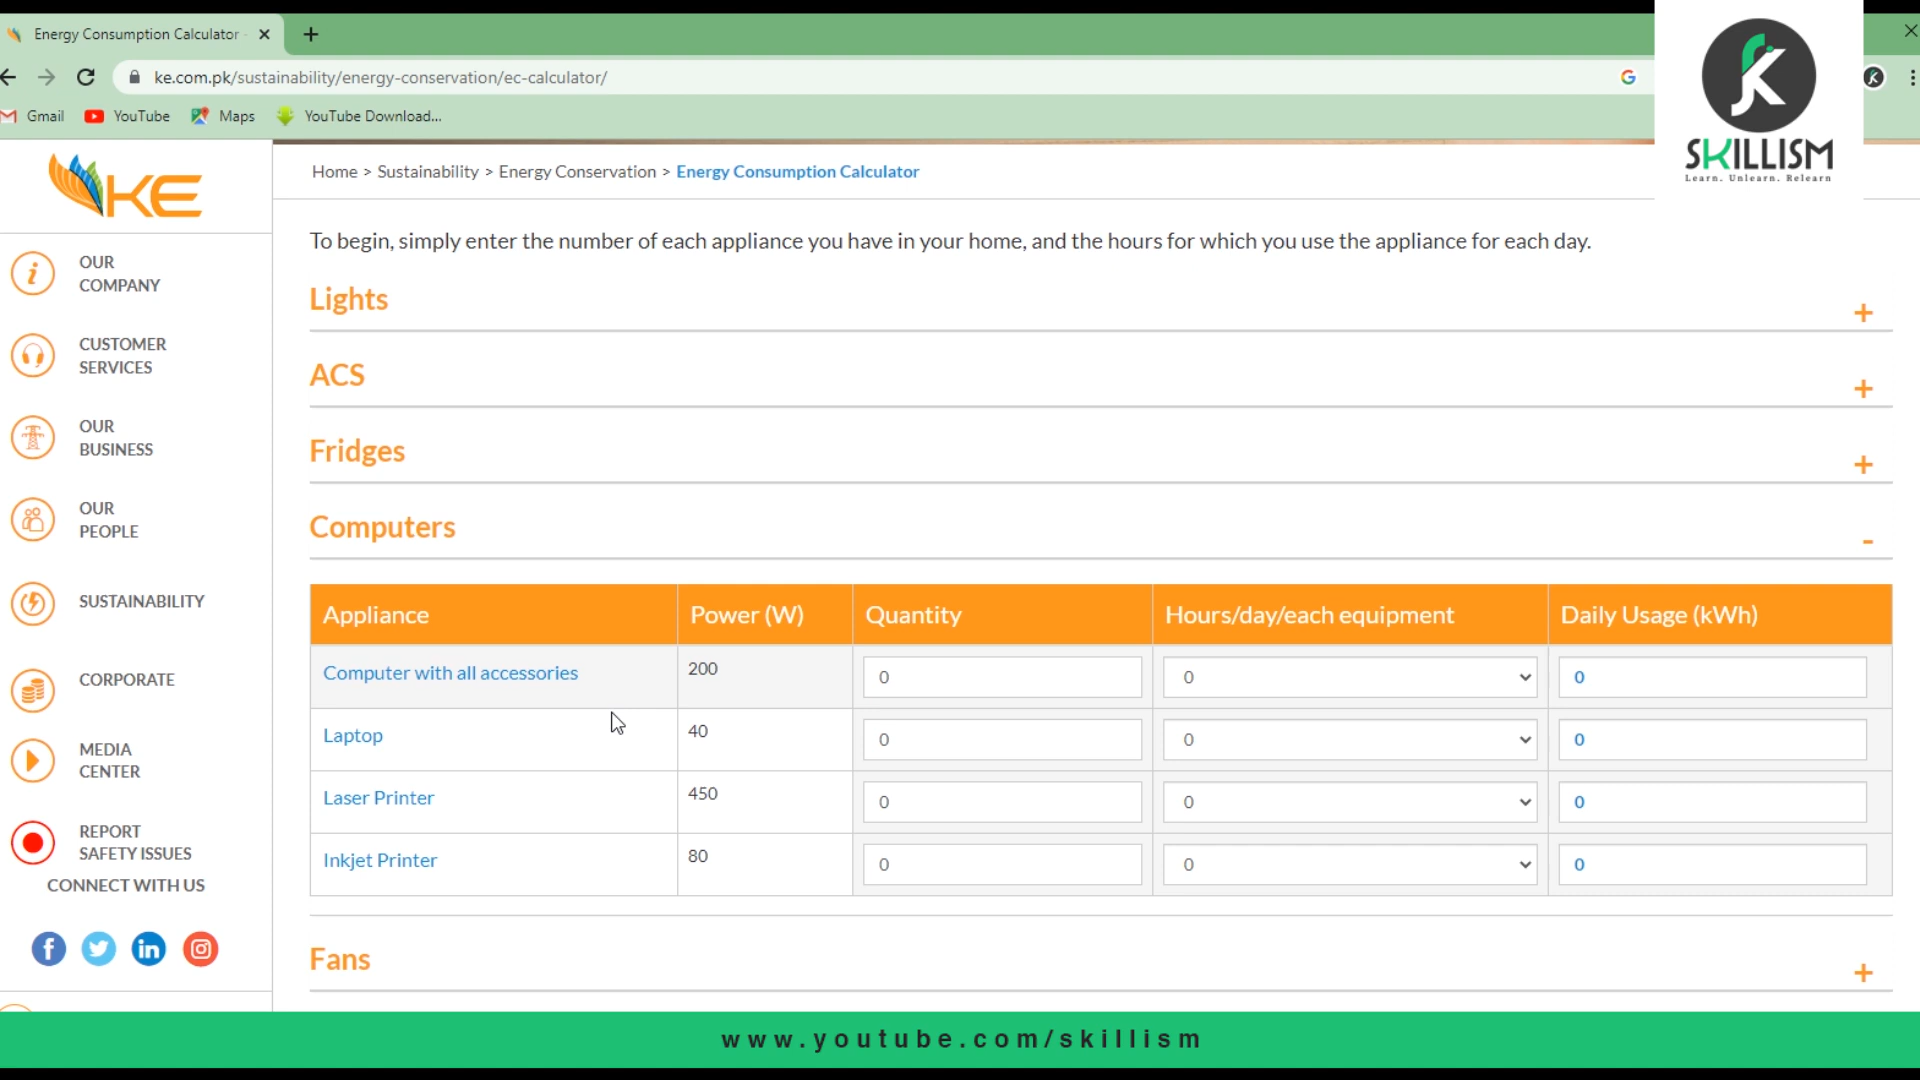 Energy Consumption Calculator
ke.com.pk/sustainability/energy-conservation/ec-calculator/
Gmail YouTube Maps YouTube Download...
SKILLISM
Learn. Unlearn. Relearn
KE
Home > Sustainability > Energy Conservation > Energy Consumption Calculator
OUR
COMPANY
CUSTOMER
SERVICES
OUR
BUSINESS
OUR
PEOPLE
SUSTAINABILITY
CORPORATE
MEDIA
CENTER
REPORT
SAFETY ISSUES
CONNECT WITH US
To begin, simply enter the number of each appliance you have in your home, and the hours for which you use the appliance for each day.
Lights +
ACS +
Fridges +
Computers -
Appliance Power (W) Quantity Hours/day/each equipment Daily Usage (kWh)
Computer with all accessories 200 0 0 0
Laptop 40 0 0 0
Laser Printer 450 0 0 0
Inkjet Printer 80 0 0 0
Fans +
www.youtube.com/skillism